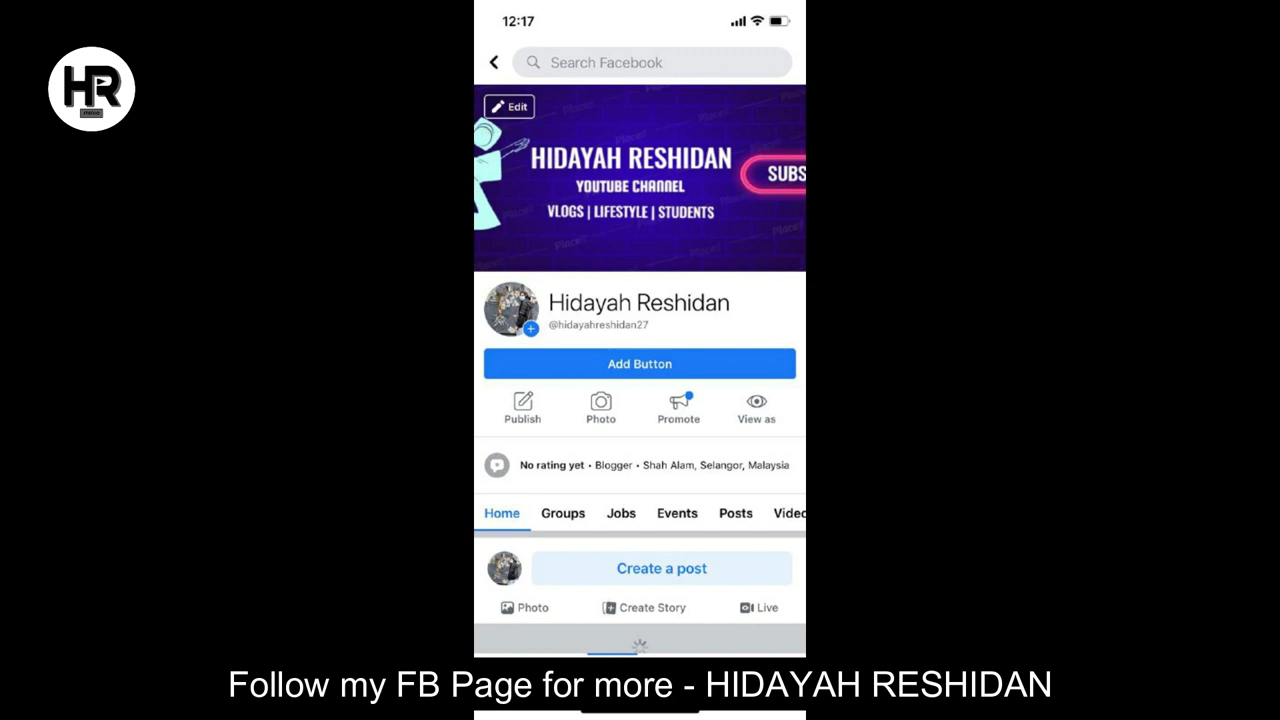 12:17
HR
Search Facebook
Edit
HIDAYAH RESHIDAN
YOUTUBE CHANNEL
VLOGS | LIFESTYLE | STUDENTS
SUBS
Hidayah Reshidan
@hidayahreshidan27
Add Button
Publish Photo Promote View as
No rating yet • Blogger • Shah Alam, Selangor, Malaysia
Home Groups Jobs Events Posts Videc
Create a post
Photo Create Story Live
Follow my FB Page for more - HIDAYAH RESHIDAN